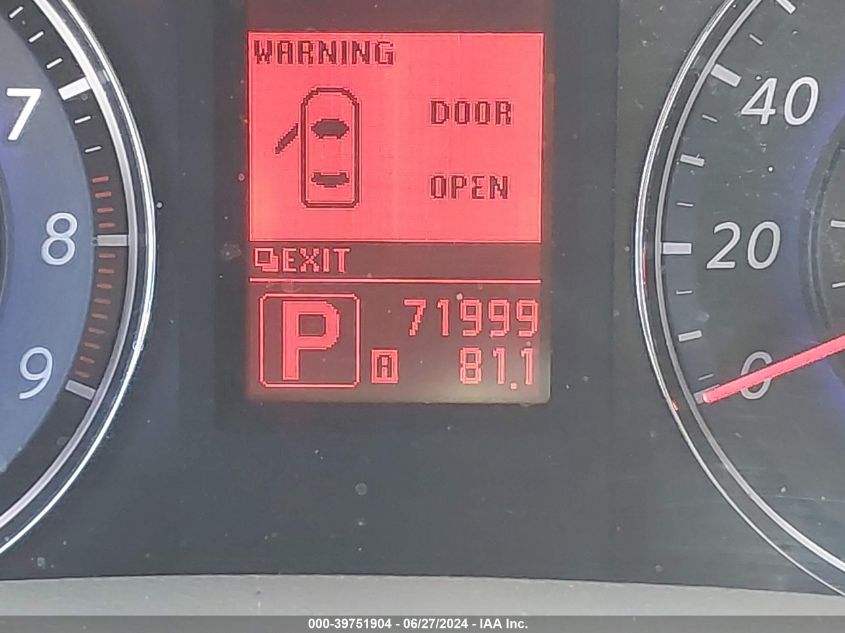 WARNING
DOOR
OPEN
EXIT
P
71999
A 81.1
7
8
9
40
20
0
000-39751904 - 06/27/2024 - IAA Inc.